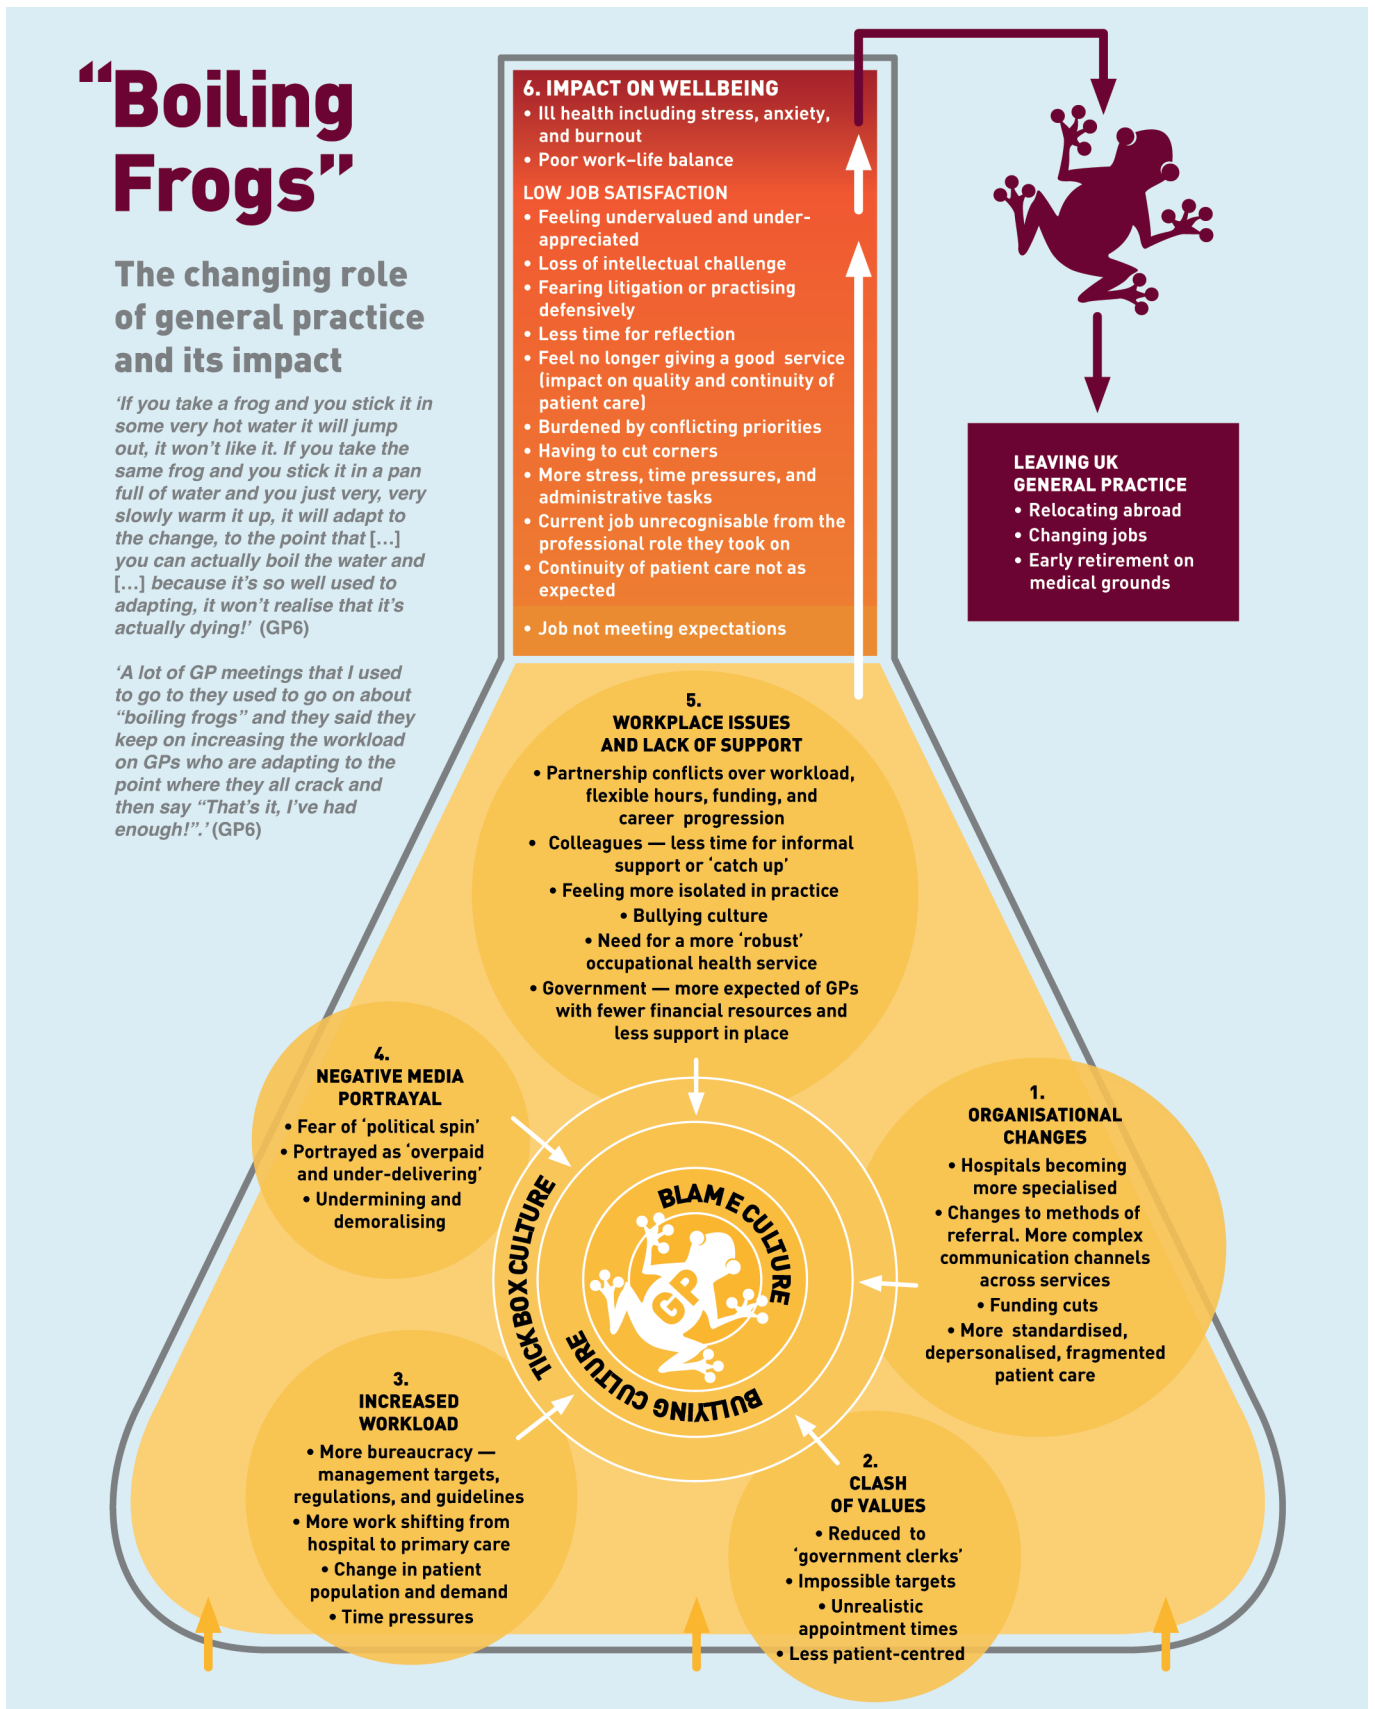 “Boiling
Frogs”
The changing role
of general practice
and its impact
‘If you take a frog and you stick it in
some very hot water it will jump
out, it won’t like it. If you take the
same frog and you stick it in a pan
full of water and you just very, very
slowly warm it up, it will adapt to
the change, to the point that […]
you can actually boil the water and
[…] because it’s so well used to
adapting, it won’t realise that it’s
actually dying!’ (GP6)
‘A lot of GP meetings that I used
to go to they used to go on about
“boiling frogs” and they said they
keep on increasing the workload
on GPs who are adapting to the
point where they all crack and
then say “That’s it, I’ve had
enough!”.’ (GP6)
6. IMPACT ON WELLBEING
• Ill health including stress, anxiety,
and burnout
• Poor work–life balance
LOW JOB SATISFACTION
• Feeling undervalued and under-
appreciated
• Loss of intellectual challenge
• Fearing litigation or practising
defensively
• Less time for reflection
• Feel no longer giving a good service
(impact on quality and continuity of
patient care)
• Burdened by conflicting priorities
• Having to cut corners
• More stress, time pressures, and
administrative tasks
• Current job unrecognisable from the
professional role they took on
• Continuity of patient care not as
expected
• Job not meeting expectations
LEAVING UK
GENERAL PRACTICE
• Relocating abroad
• Changing jobs
• Early retirement on
medical grounds
5.
WORKPLACE ISSUES
AND LACK OF SUPPORT
• Partnership conflicts over workload,
flexible hours, funding, and
career progression
• Colleagues — less time for informal
support or ‘catch up’
• Feeling more isolated in practice
• Bullying culture
• Need for a more ‘robust’
occupational health service
• Government — more expected of GPs
with fewer financial resources and
less support in place
4.
NEGATIVE MEDIA
PORTRAYAL
• Fear of ‘political spin’
• Portrayed as ‘overpaid
and under-delivering’
• Undermining and
demoralising
1.
ORGANISATIONAL
CHANGES
• Hospitals becoming
more specialised
• Changes to methods of
referral. More complex
communication channels
across services
• Funding cuts
• More standardised,
depersonalised, fragmented
patient care
TICK BOX CULTURE
BLAME CULTURE
GP
BULLYING CULTURE
3.
INCREASED
WORKLOAD
• More bureaucracy —
management targets,
regulations, and guidelines
• More work shifting from
hospital to primary care
• Change in patient
population and demand
• Time pressures
2.
CLASH
OF VALUES
• Reduced to
‘government clerks’
• Impossible targets
• Unrealistic
appointment times
• Less patient-centred